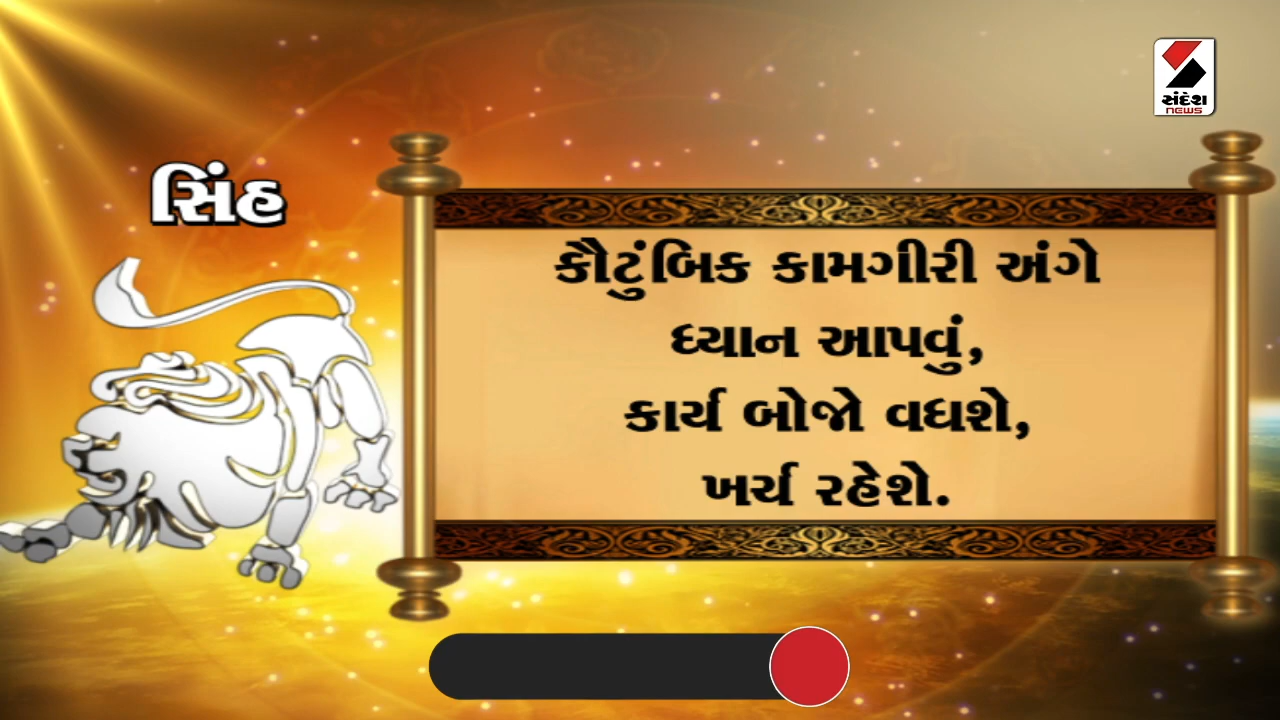 સંદેશ
NEWS
સિંહ
કૌટુંબિક કામગીરી અંગે
ધ્યાન આપવું,
કાર્ય બોજો વધશે,
ખર્ચ રહેશે.